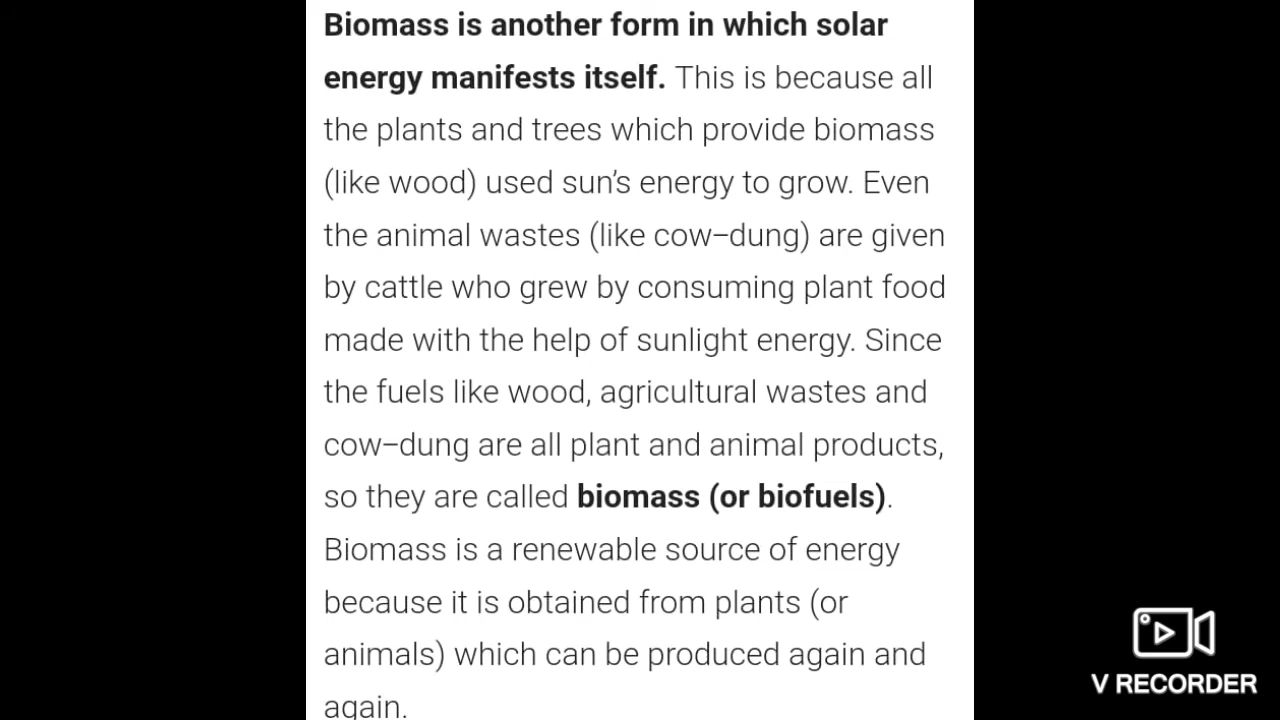 Biomass is another form in which solar
energy manifests itself. This is because all
the plants and trees which provide biomass
(like wood) used sun's energy to grow. Even
the animal wastes (like cow–dung) are given
by cattle who grew by consuming plant food
made with the help of sunlight energy. Since
the fuels like wood, agricultural wastes and
cow–dung are all plant and animal products,
so they are called biomass (or biofuels).
Biomass is a renewable source of energy
because it is obtained from plants (or
animals) which can be produced again and
again.
V RECORDER